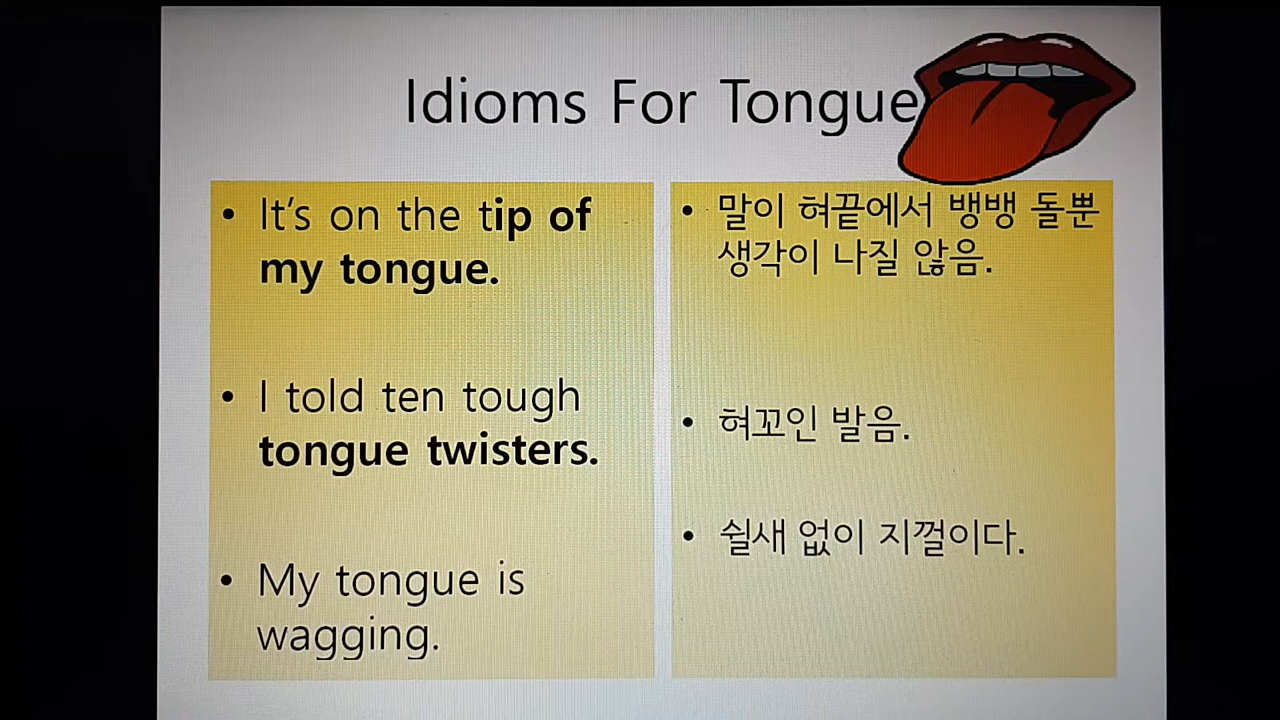 Idioms For Tongue
• It’s on the tip of
my tongue.
• I told ten tough
tongue twisters.
• My tongue is
wagging.
• 말이 혀끝에서 뱅뱅 돌뿐
생각이 나질 않음.
• 혀꼬인 발음.
• 쉴새 없이 지껄이다.